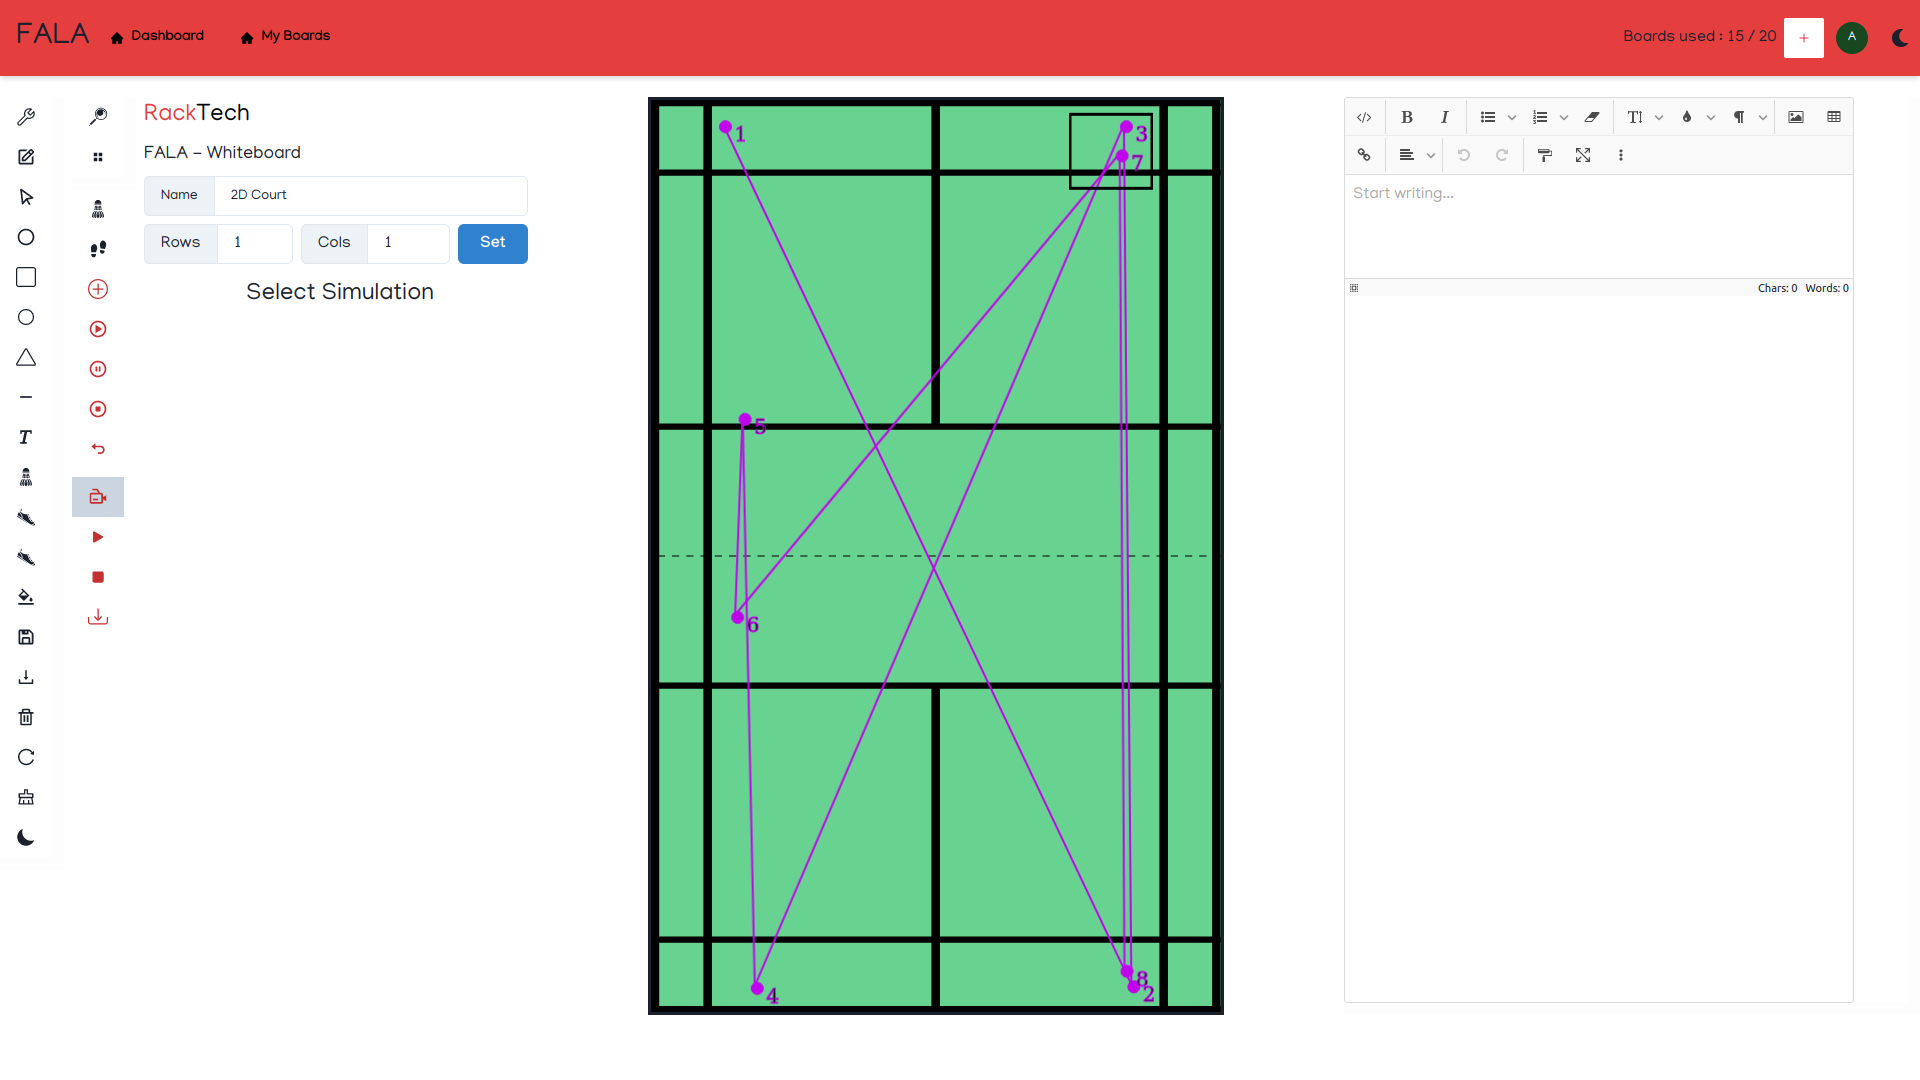 FALA
Dashboard
My Boards
Boards used : 15 / 20
+
A
RackTech
FALA – Whiteboard
Name
2D Court
Rows
1
Cols
1
Set
Select Simulation
T
1
3
7
5
6
4
8
2
B
I
Start writing...
Chars: 0 Words: 0